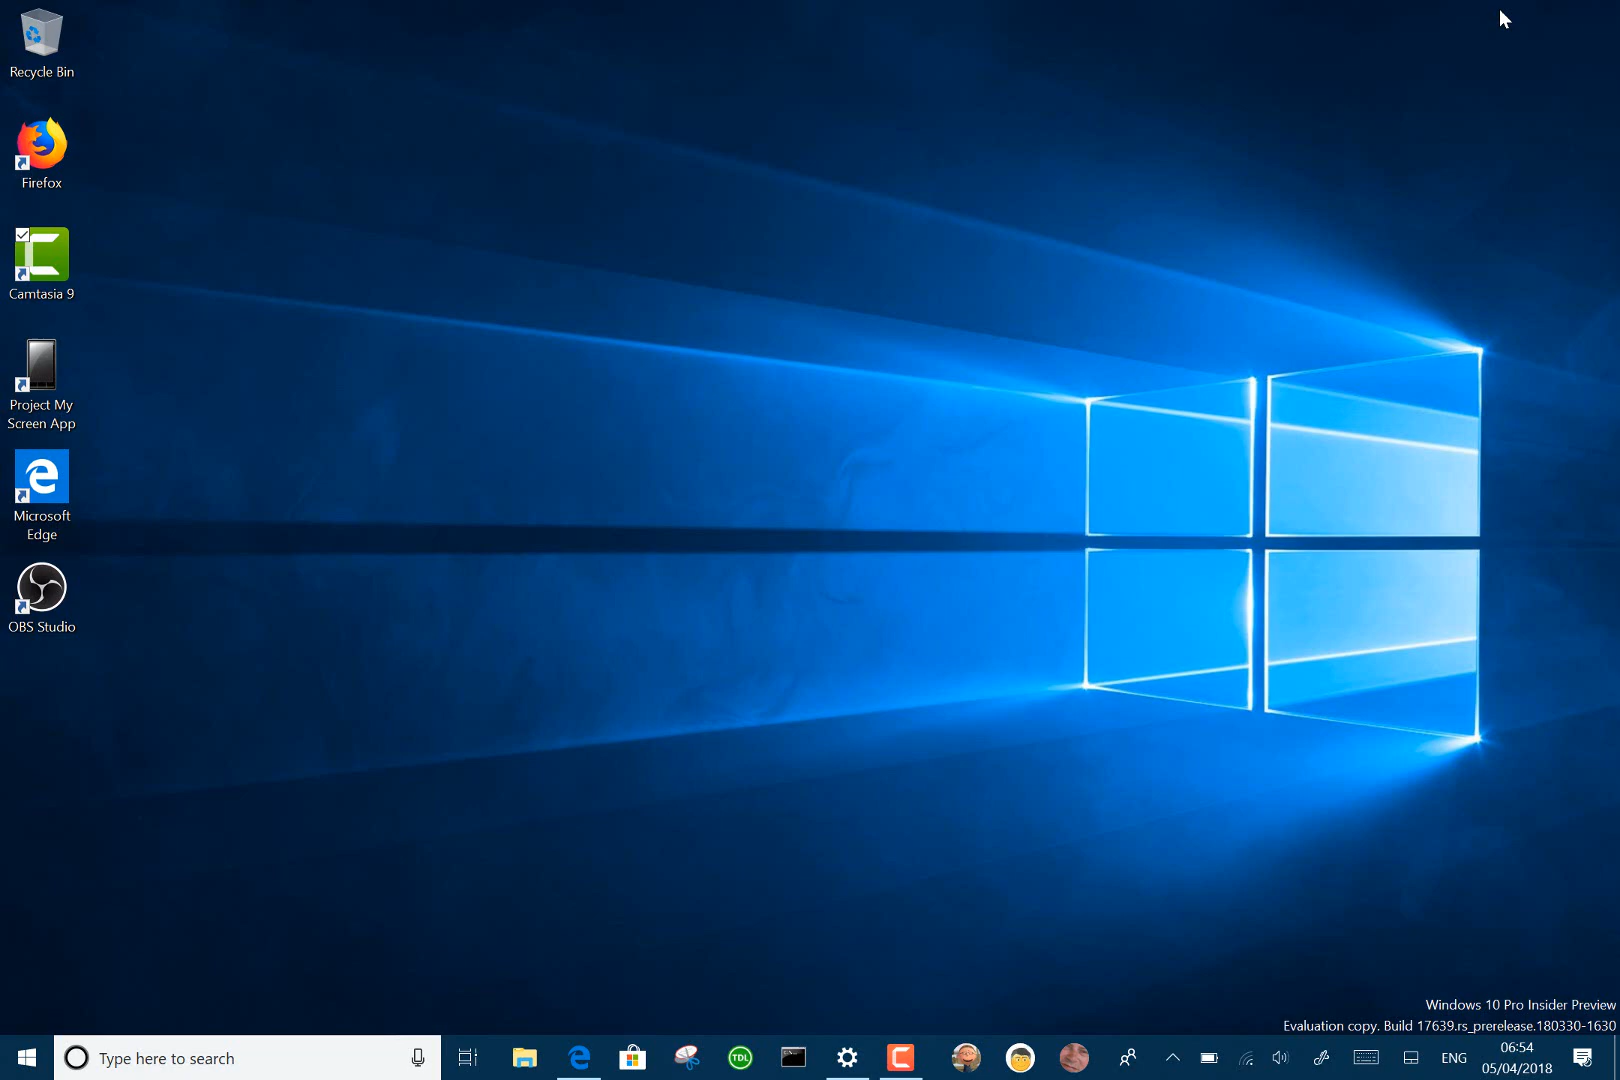 Recycle Bin
Firefox
Camtasia 9
Project My
Screen App
Microsoft
Edge
OBS Studio
Windows 10 Pro Insider Preview
Evaluation copy. Build 17639.rs_prerelease.180330-1630
Type here to search
TDL
ENG
06:54
05/04/2018